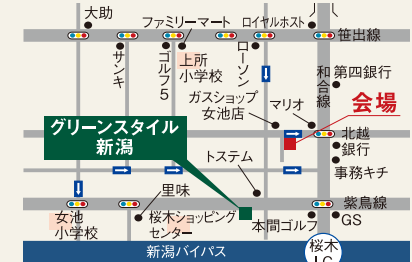 大助
ファミリーマート
ロイヤルホスト
笹出線
サンキ
ゴルフ5
上所
小学校
ローソン
和合線
第四銀行
ガスショップ
女池店
マリオ
会場
グリーンスタイル
新潟
北越
銀行
トステム
事務キチ
里味
女池
小学校
桜木ショッピング
センター
本間ゴルフ
紫鳥線
GS
新潟バイパス
桜木
I.C